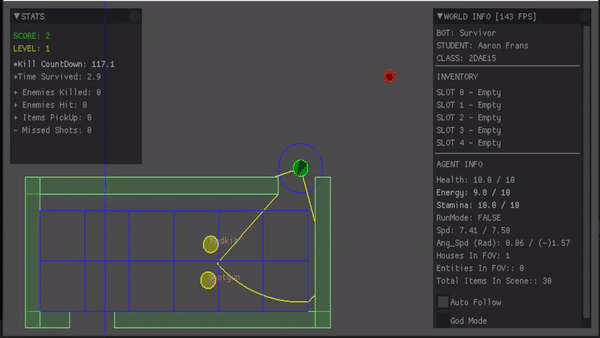 ▼STATS
SCORE: 2
LEVEL: 1
*Kill CountDown: 117.1
*Time Survived: 2.9
+ Enemies Killed: 0
+ Enemies Hit: 0
+ Items PickUp: 0
- Missed Shots: 0
medkit
shotgun
▼WORLD INFO [143 FPS]
BOT: Survivor
STUDENT: Aaron Frans
CLASS: 2DAE15
INVENTORY
SLOT 0 - Empty
SLOT 1 - Empty
SLOT 2 - Empty
SLOT 3 - Empty
SLOT 4 - Empty
AGENT INFO
Health: 10.0 / 10
Energy: 9.8 / 10
Stamina: 10.0 / 10
RunMode: FALSE
Spd: 7.41 / 7.50
Ang_Spd (Rad): 0.06 / (-)1.57
Houses In FOV: 1
Entities In FOV:: 0
Total Items In Scene:: 30
Auto Follow
God Mode